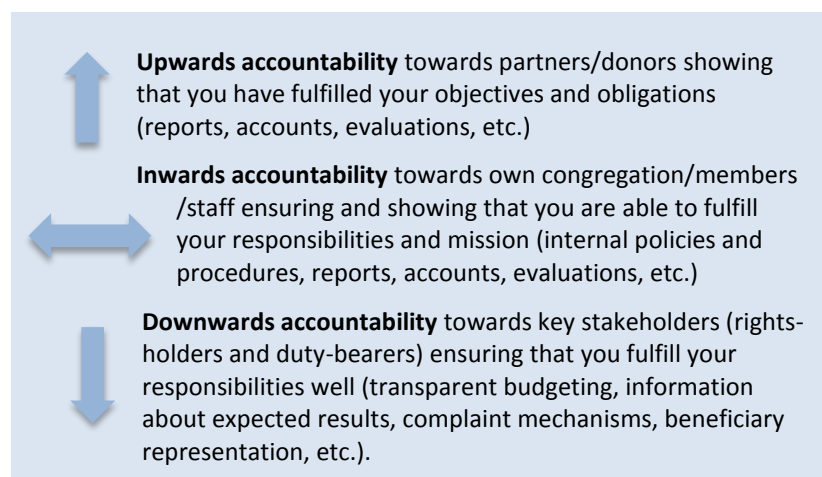 Upwards accountability towards partners/donors showing
that you have fulfilled your objectives and obligations
(reports, accounts, evaluations, etc.)
Inwards accountability towards own congregation/members
/staff ensuring and showing that you are able to fulfill
your responsibilities and mission (internal policies and
procedures, reports, accounts, evaluations, etc.)
Downwards accountability towards key stakeholders (rights-
holders and duty-bearers) ensuring that you fulfill your
responsibilities well (transparent budgeting, information
about expected results, complaint mechanisms, beneficiary
representation, etc.).